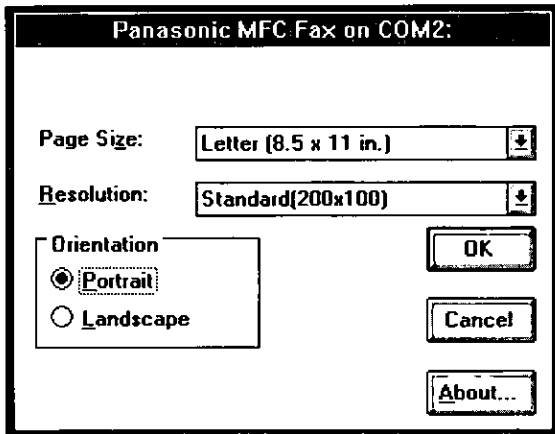 Panasonic MFC Fax on COM2:
Page Size: Letter (8.5 x 11 in.)
Resolution: Standard(200x100)
Orientation
Portrait
Landscape
OK
Cancel
About...